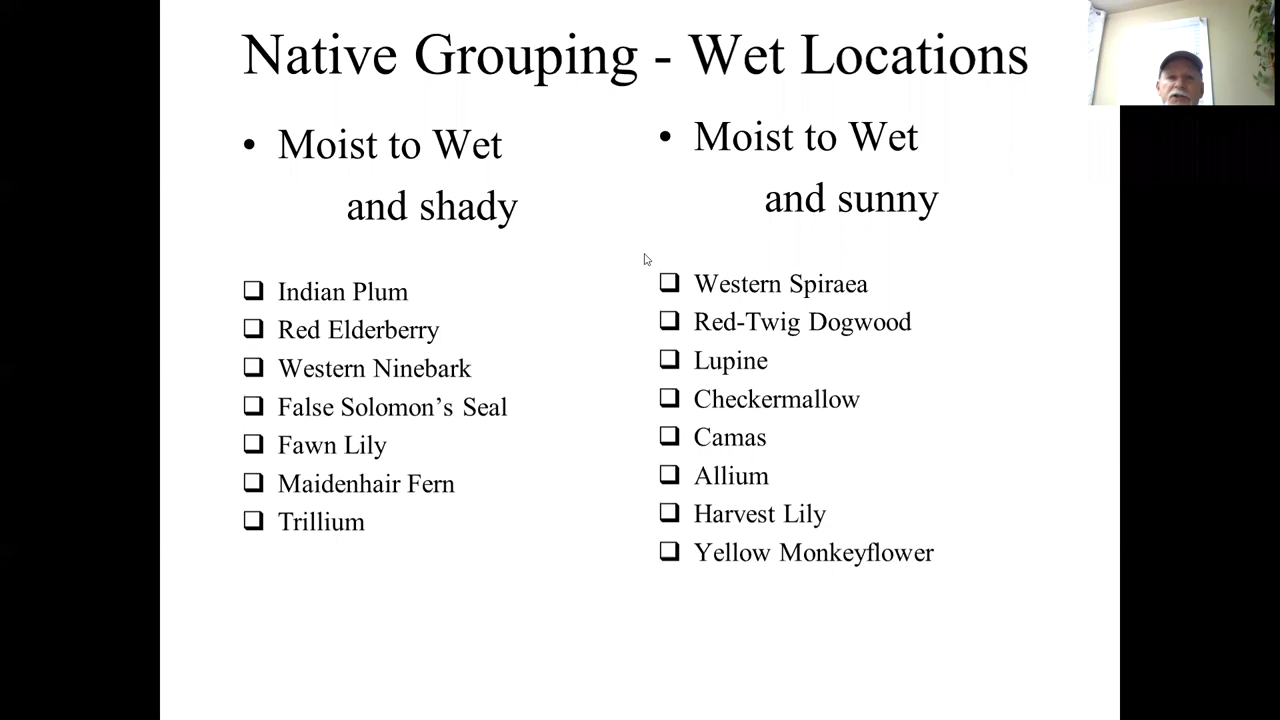 Native Grouping - Wet Locations
• Moist to Wet
and shady
❑ Indian Plum
❑ Red Elderberry
❑ Western Ninebark
❑ False Solomon’s Seal
❑ Fawn Lily
❑ Maidenhair Fern
❑ Trillium
• Moist to Wet
and sunny
❑ Western Spiraea
❑ Red-Twig Dogwood
❑ Lupine
❑ Checkermallow
❑ Camas
❑ Allium
❑ Harvest Lily
❑ Yellow Monkeyflower